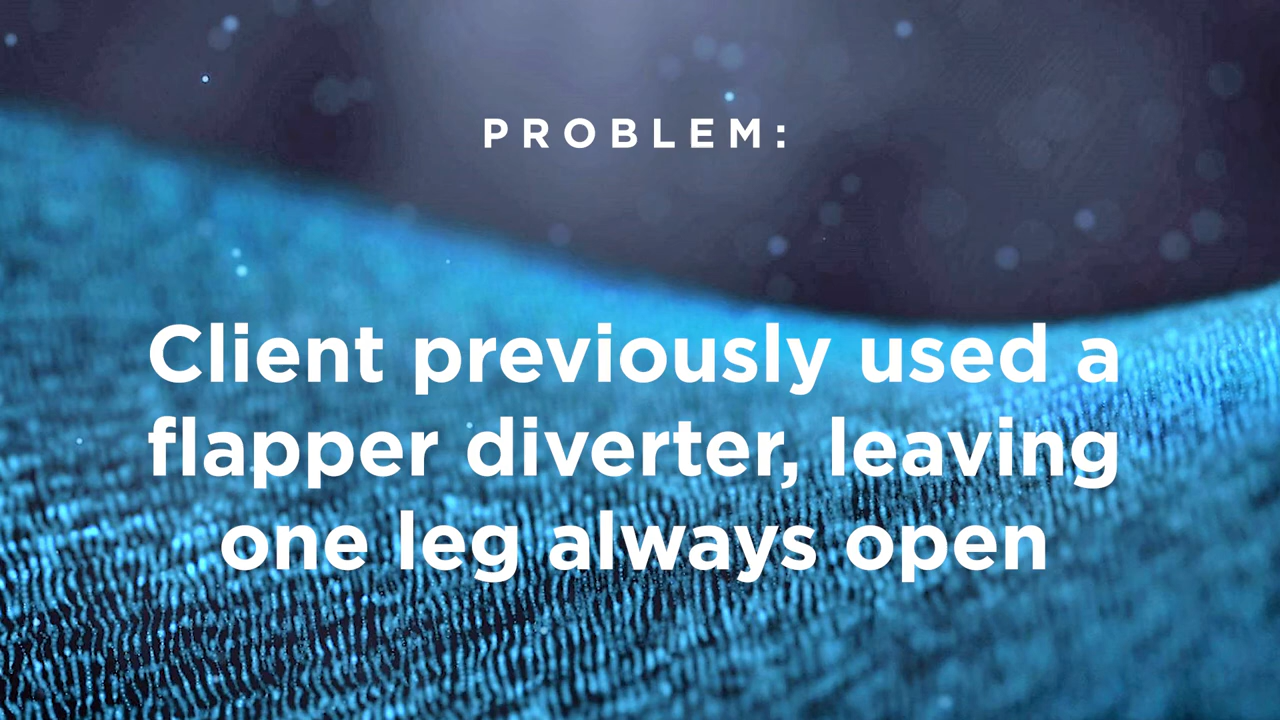 PROBLEM:
Client previously used a
flapper diverter, leaving
one leg always open